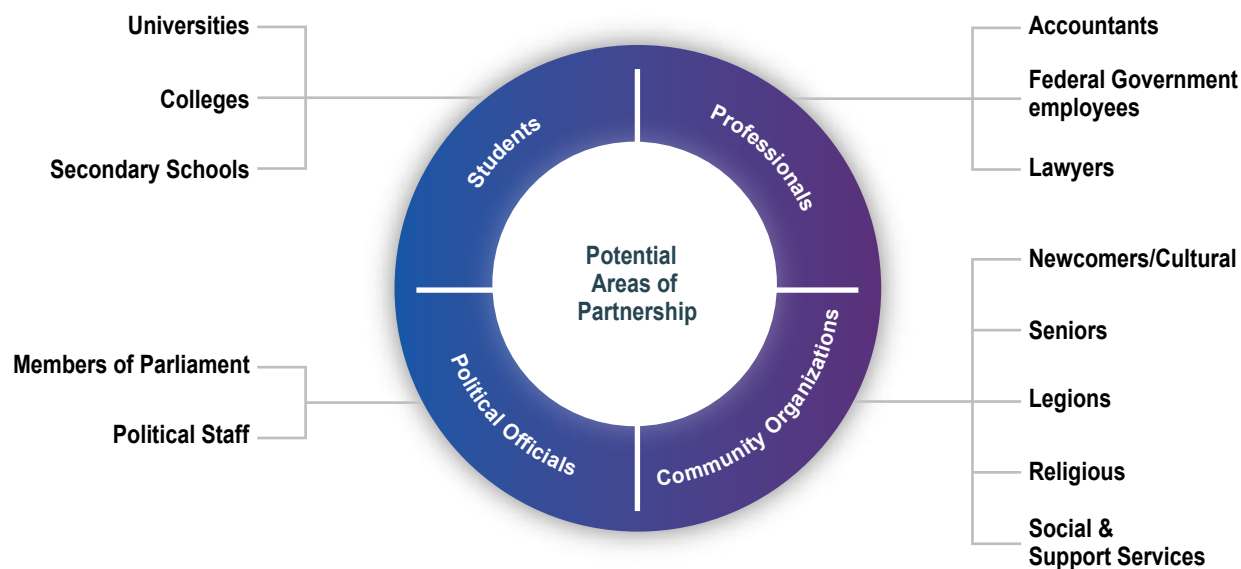 Universities
Colleges
Secondary Schools
Students
Accountants
Federal Government
employees
Lawyers
Professionals
Potential
Areas of
Partnership
Members of Parliament
Political Staff
Political Officials
Newcomers/Cultural
Seniors
Legions
Religious
Social &
Support Services
Community Organizations